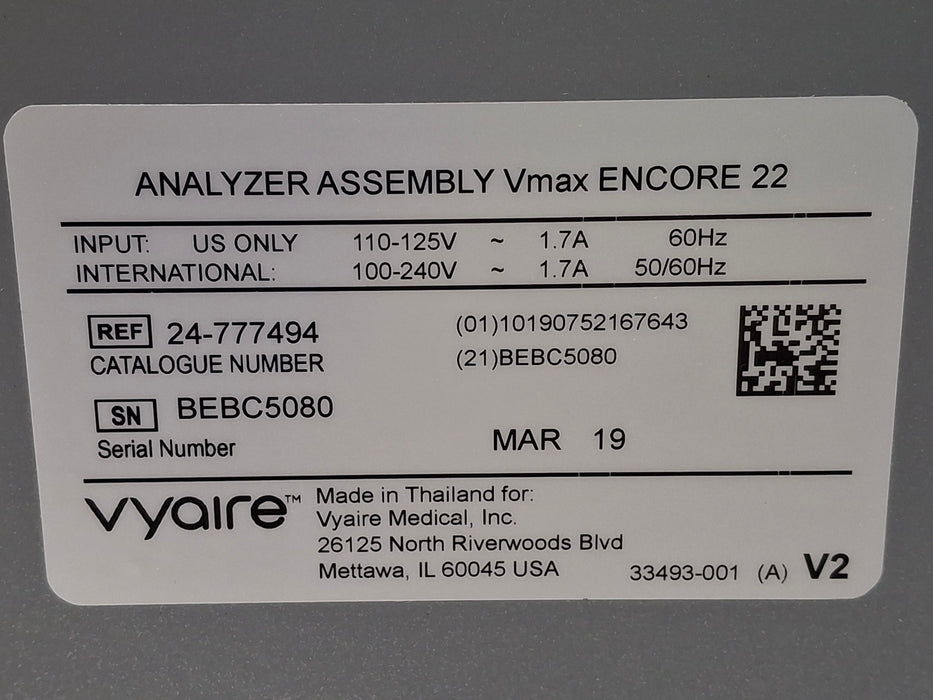 ANALYZER ASSEMBLY Vmax ENCORE 22
INPUT: US ONLY 110-125V ~ 1.7A 60Hz
INTERNATIONAL: 100-240V ~ 1.7A 50/60Hz
REF 24-777494
CATALOGUE NUMBER
(01)10190752167643
(21)BEBC5080
SN BEBC5080
Serial Number
MAR 19
vyaire™
Made in Thailand for:
Vyaire Medical, Inc.
26125 North Riverwoods Blvd
Mettawa, IL 60045 USA
33493-001 (A) V2